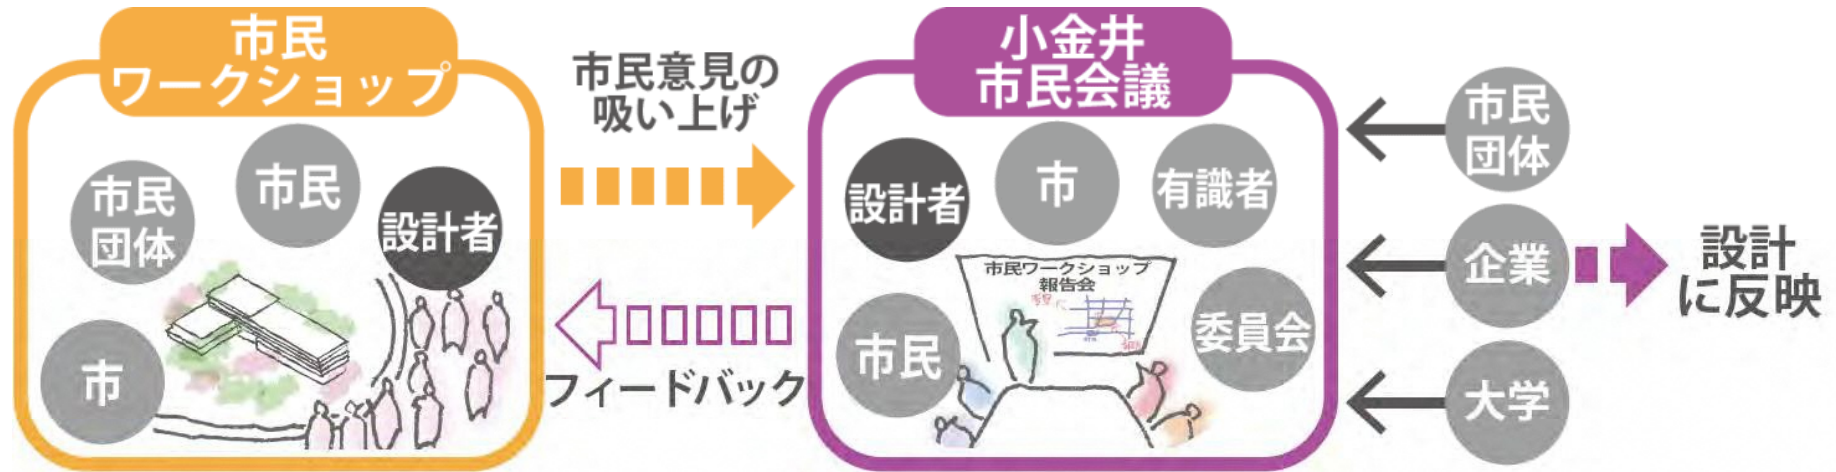 市民
ワークショップ
市民
団体
市民
設計者
市
市民意見の
吸い上げ
フィードバック
小金井
市民会議
設計者
市
有識者
市民ワークショップ
報告会
市民
委員会
市民
団体
企業
大学
設計
に反映